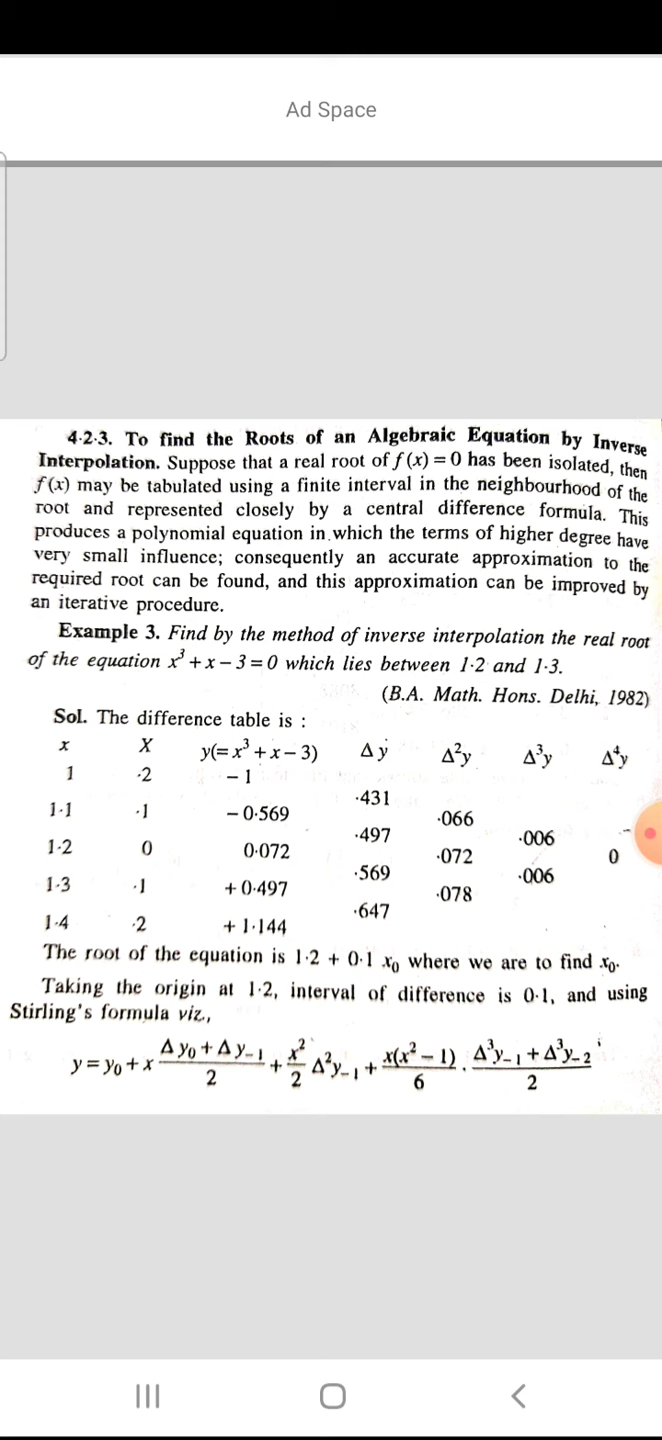 Ad Space
4·2·3. To find the Roots of an Algebraic Equation by Inverse
Interpolation. Suppose that a real root of f (x) = 0 has been isolated, then
f (x) may be tabulated using a finite interval in the neighbourhood of the
root and represented closely by a central difference formula. This
produces a polynomial equation in which the terms of higher degree have
very small influence; consequently an accurate approximation to the
required root can be found, and this approximation can be improved by
an iterative procedure.
Example 3. Find by the method of inverse interpolation the real root
of the equation x³ + x – 3 = 0 which lies between 1·2 and 1·3.
(B.A. Math. Hons. Delhi, 1982)
Sol. The difference table is :
x X y(= x³ + x – 3) Δ y Δ²y Δ³y Δ⁴y
1 ·2 – 1
·431
1·1 ·1 – 0·569 ·066
·497 ·006
1·2 0 0·072 ·072 0
·569 ·006
1·3 ·1 + 0·497 ·078
·647
1·4 ·2 + 1·144
The root of the equation is 1·2 + 0·1 x₀ where we are to find x₀.
Taking the origin at 1·2, interval of difference is 0·1, and using
Stirling's formula viz.,
y = y₀ + x (Δ y₀ + Δ y₋₁)/2 + x²/2 Δ²y₋₁ + x(x² – 1)/6 · (Δ³y₋₁ + Δ³y₋₂)/2